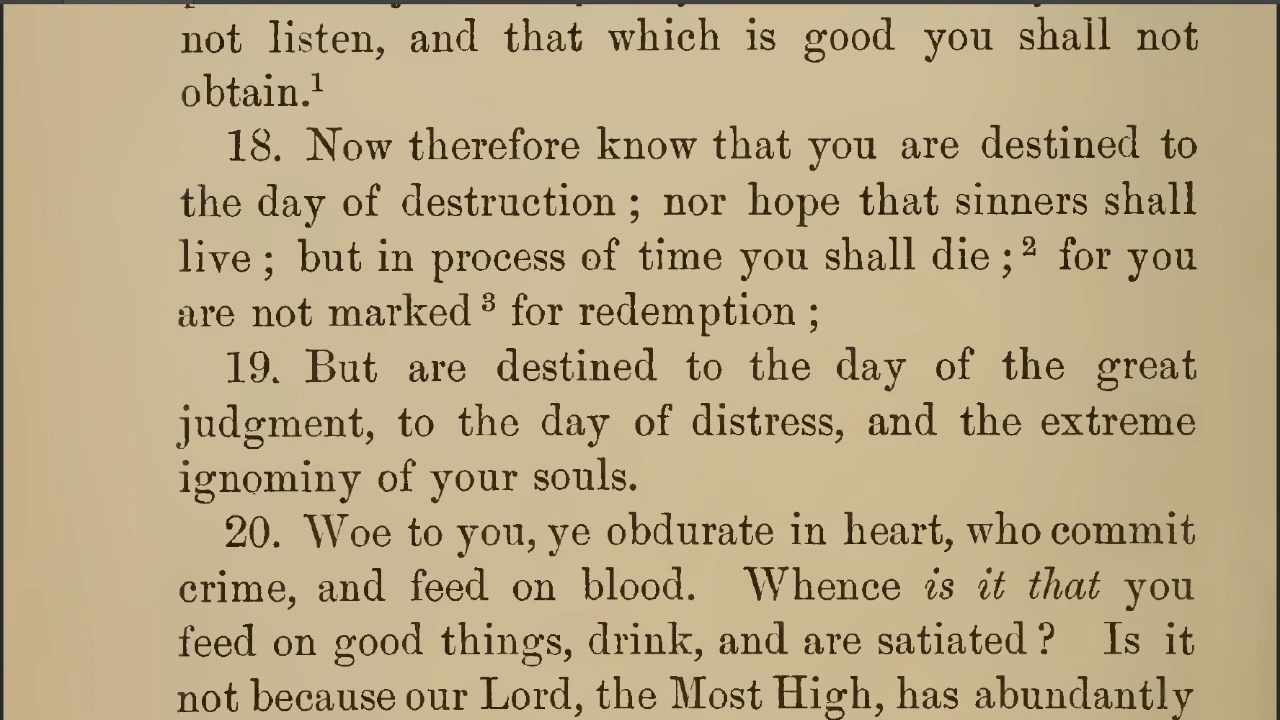 not listen, and that which is good you shall not
obtain.¹
18. Now therefore know that you are destined to
the day of destruction ; nor hope that sinners shall
live ; but in process of time you shall die ;² for you
are not marked ³ for redemption ;
19. But are destined to the day of the great
judgment, to the day of distress, and the extreme
ignominy of your souls.
20. Woe to you, ye obdurate in heart, who commit
crime, and feed on blood. Whence is it that you
feed on good things, drink, and are satiated ? Is it
not because our Lord, the Most High, has abundantly